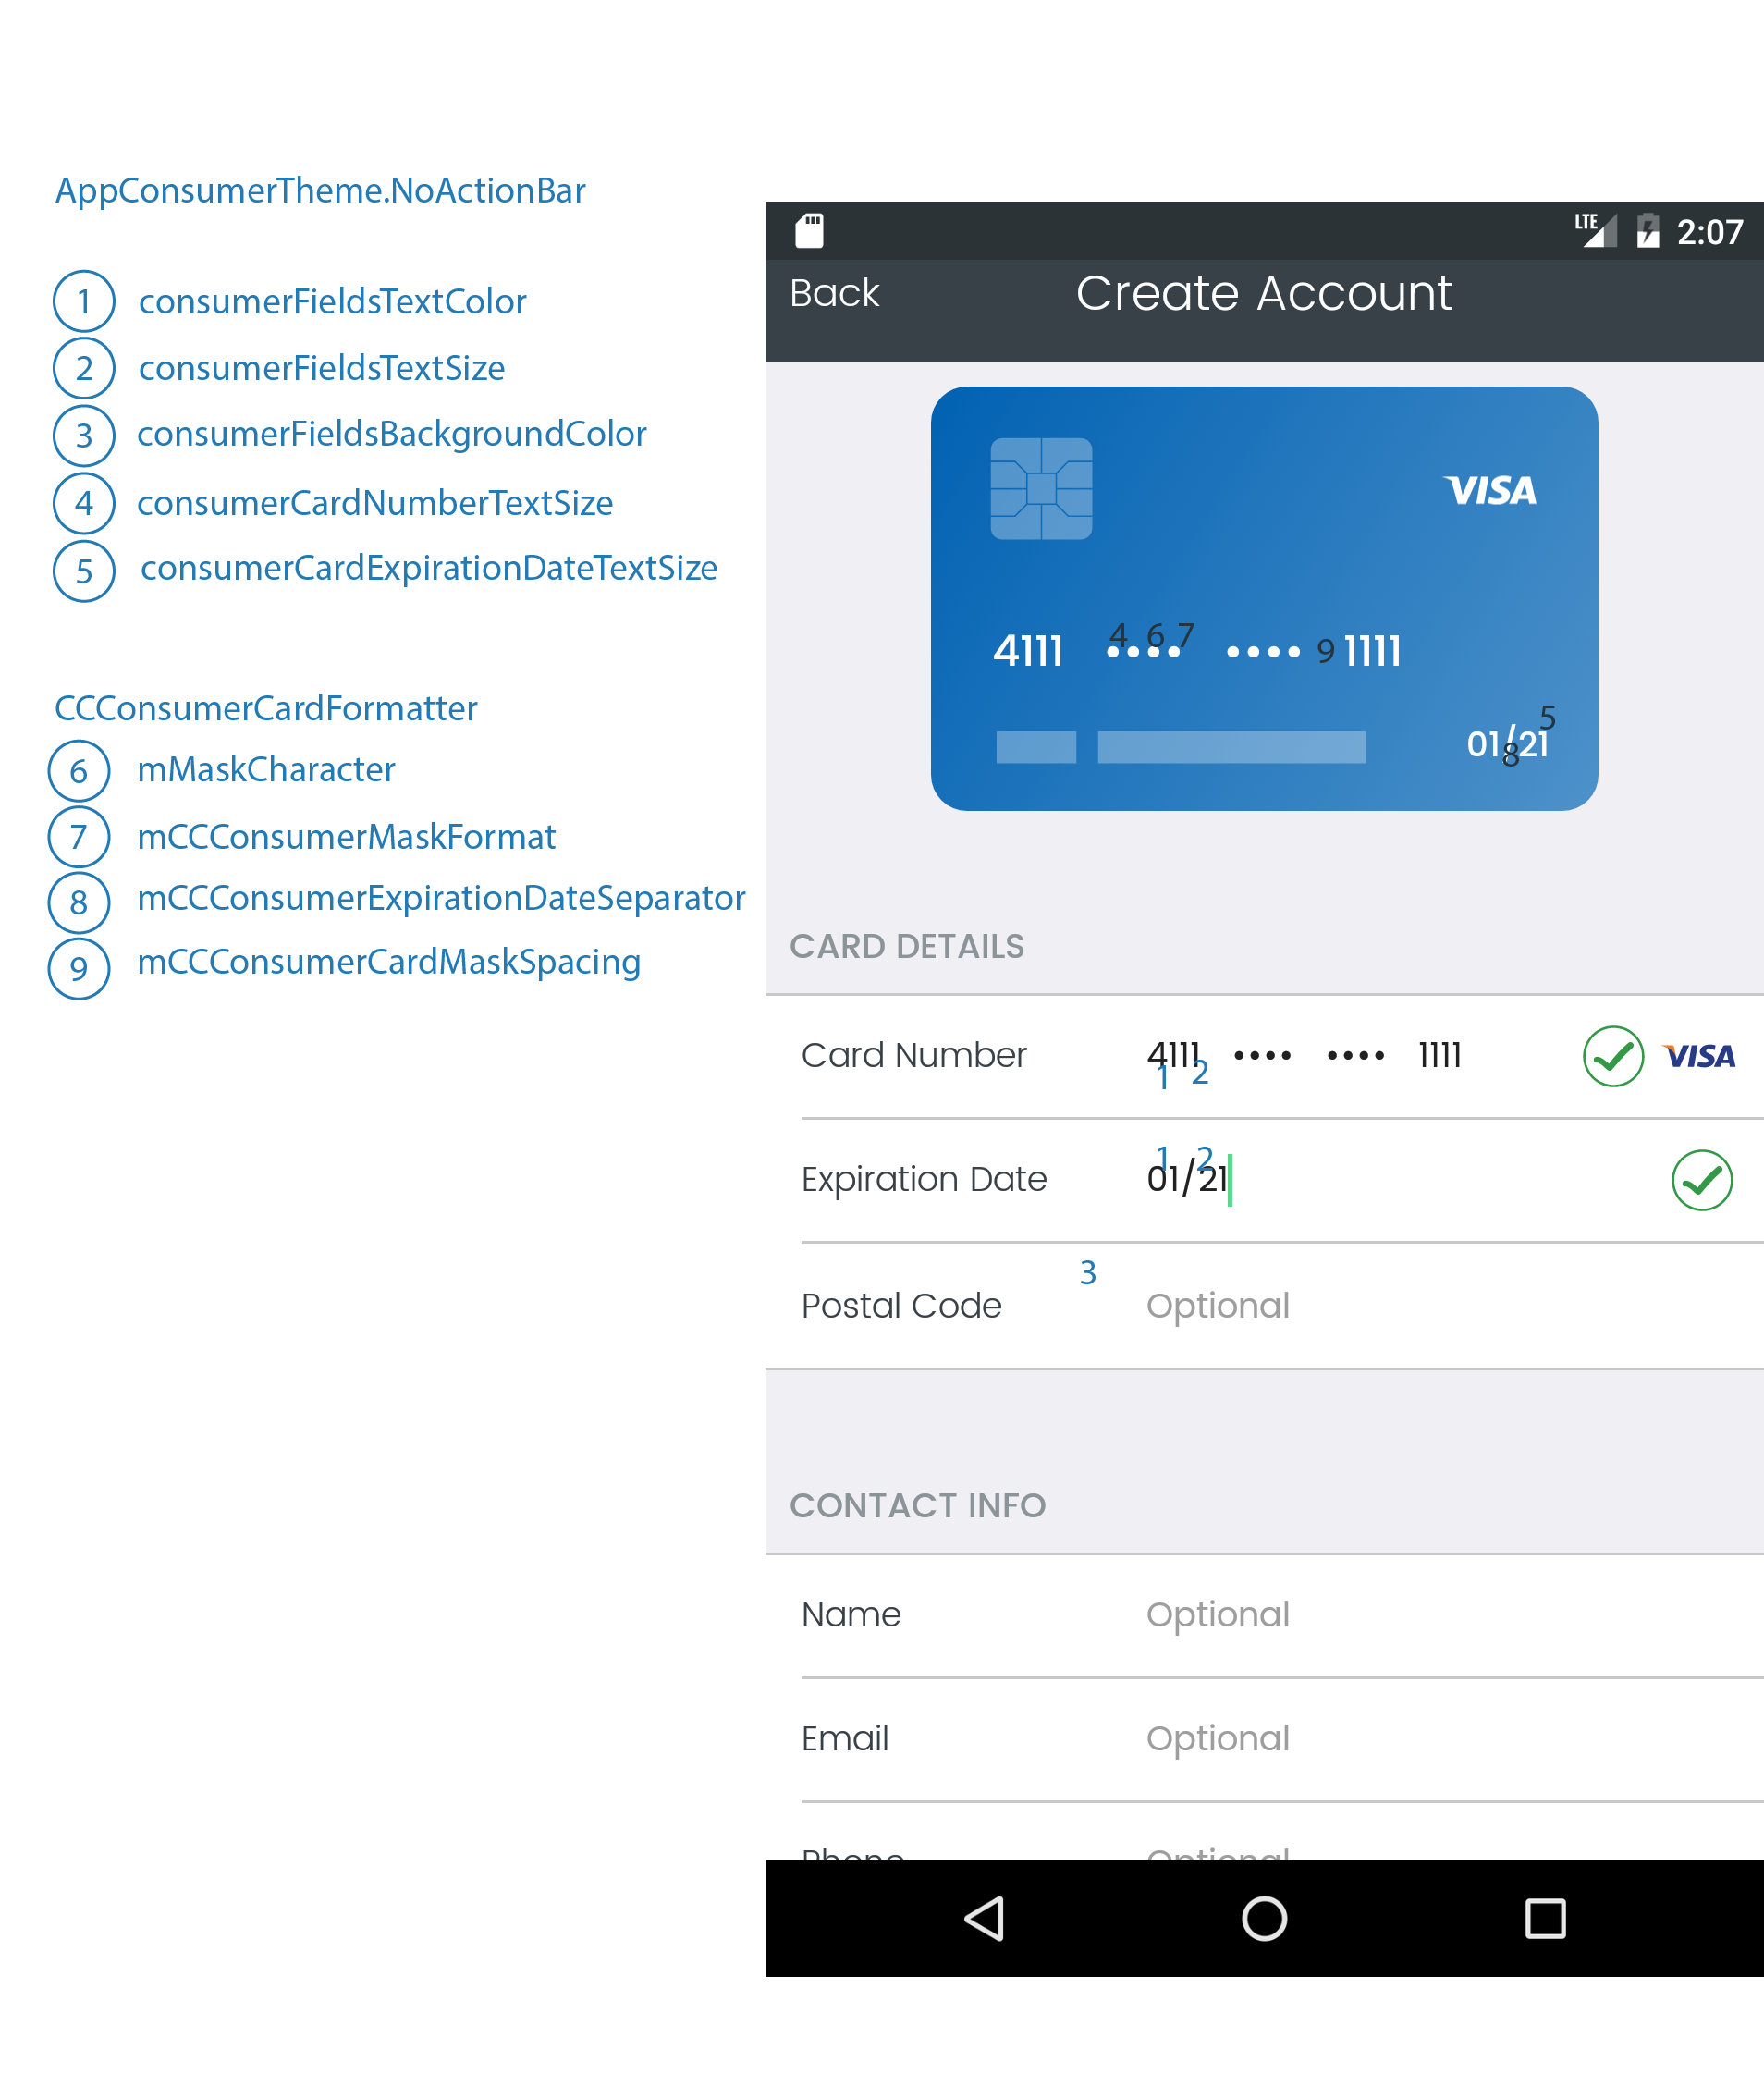 AppConsumerTheme.NoActionBar
1 consumerFieldsTextColor
2 consumerFieldsTextSize
3 consumerFieldsBackgroundColor
4 consumerCardNumberTextSize
5 consumerCardExpirationDateTextSize
CCConsumerCardFormatter
6 mMaskCharacter
7 mCCConsumerMaskFormat
8 mCCConsumerExpirationDateSeparator
9 mCCConsumerCardMaskSpacing
LTE 2:07
Back Create Account
VISA
4 6 7
4111 •••• •••• 9 1111
5
01/21
8
CARD DETAILS
Card Number 4111 •••• •••• 1111 VISA
1 2
1 2
Expiration Date 01/21
3
Postal Code Optional
CONTACT INFO
Name Optional
Email Optional
Phone Optional